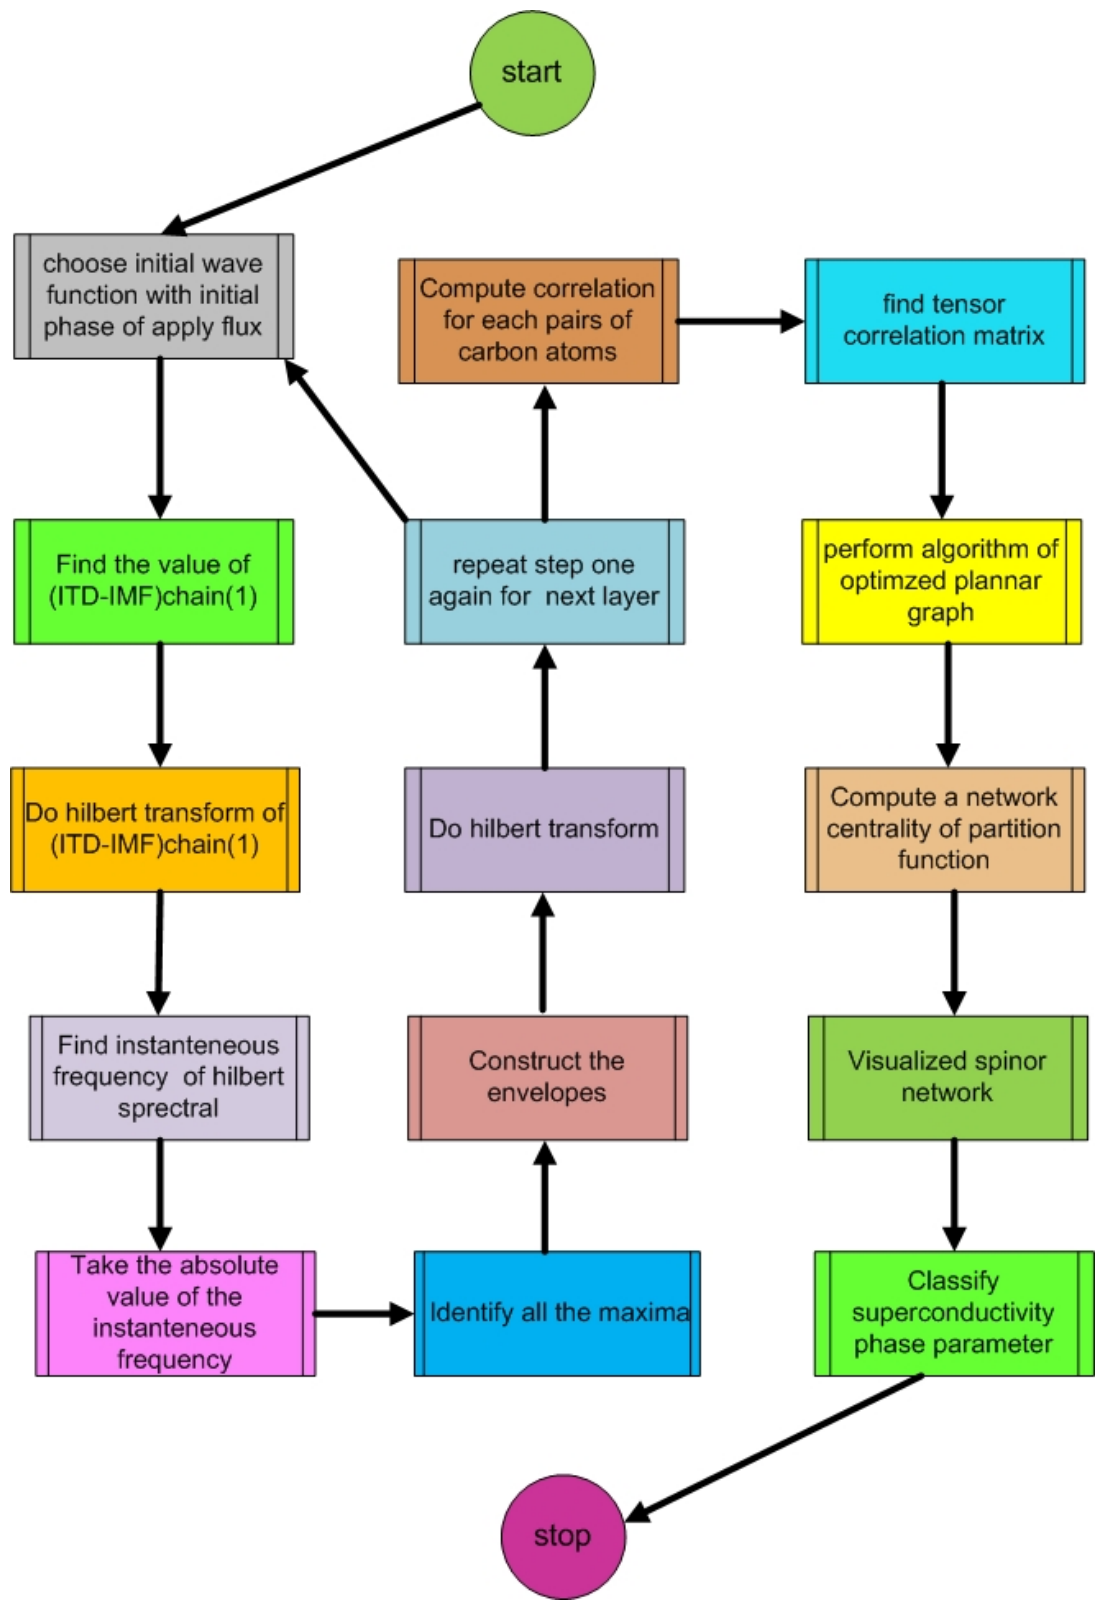 start
choose initial wave
function with initial
phase of apply flux
Find the value of
(ITD-IMF)chain(1)
Do hilbert transform of
(ITD-IMF)chain(1)
Find instanteneous
frequency of hilbert
sprectral
Take the absolute
value of the
instanteneous
frequency
Identify all the maxima
Construct the
envelopes
Do hilbert transform
repeat step one
again for next layer
Compute correlation
for each pairs of
carbon atoms
find tensor
correlation matrix
perform algorithm of
optimzed plannar
graph
Compute a network
centrality of partition
function
Visualized spinor
network
Classify
superconductivity
phase parameter
stop